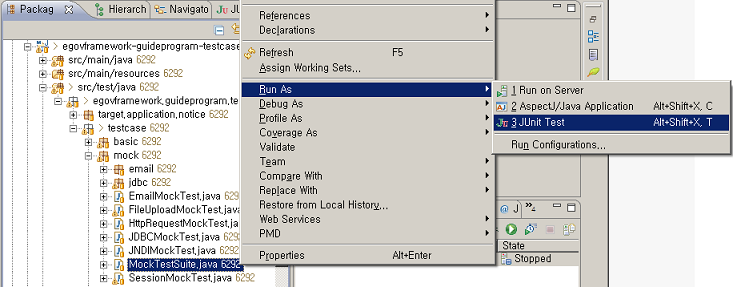 Packag
Hierarch
Navigato
Ju
egovframework-guideprogram-testcase
src/main/java 6292
src/main/resources
src/test/java 6292
egovframework,guideprogram,te
target,application,notice 6292
testcase 6292
basic 6292
mock 6292
email 6292
jdbc 6292
EmailMockTest,java 6292
FileUploadMockTest,java
HttpRequestMockTest,java
JDBCMockTest,java 6292
JNDIMockTest,java 6292
MockTestSuite,java 6292
SessionMockTest,java 6292
References
Declarations
Refresh F5
Assign Working Sets...
Run As
Debug As
Profile As
Coverage As
Validate
Team
Compare With
Replace With
Restore from Local History...
Web Services
PMD
Properties Alt+Enter
1 Run on Server
2 AspectJ/Java Application Alt+Shift+X, C
3 JUnit Test Alt+Shift+X, T
Run Configurations...
@ J 4
State
Stopped